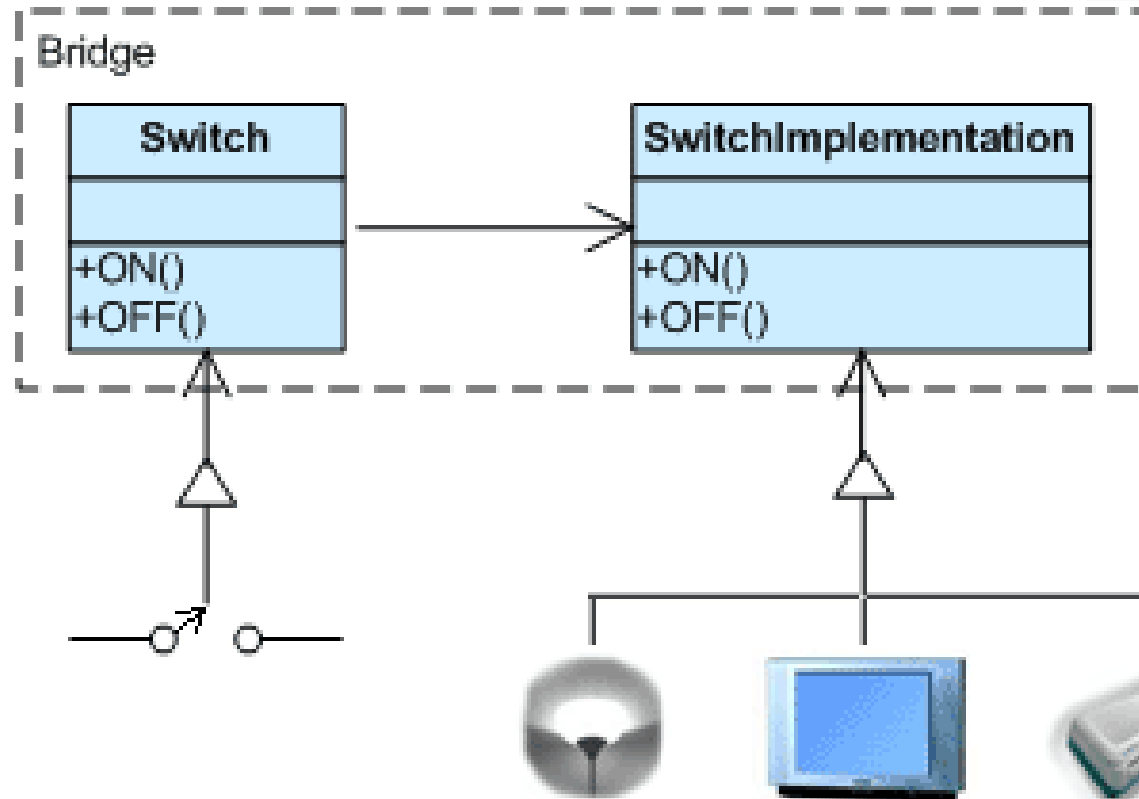 Bridge
Switch
+ON()
+OFF()
SwitchImplementation
+ON()
+OFF()